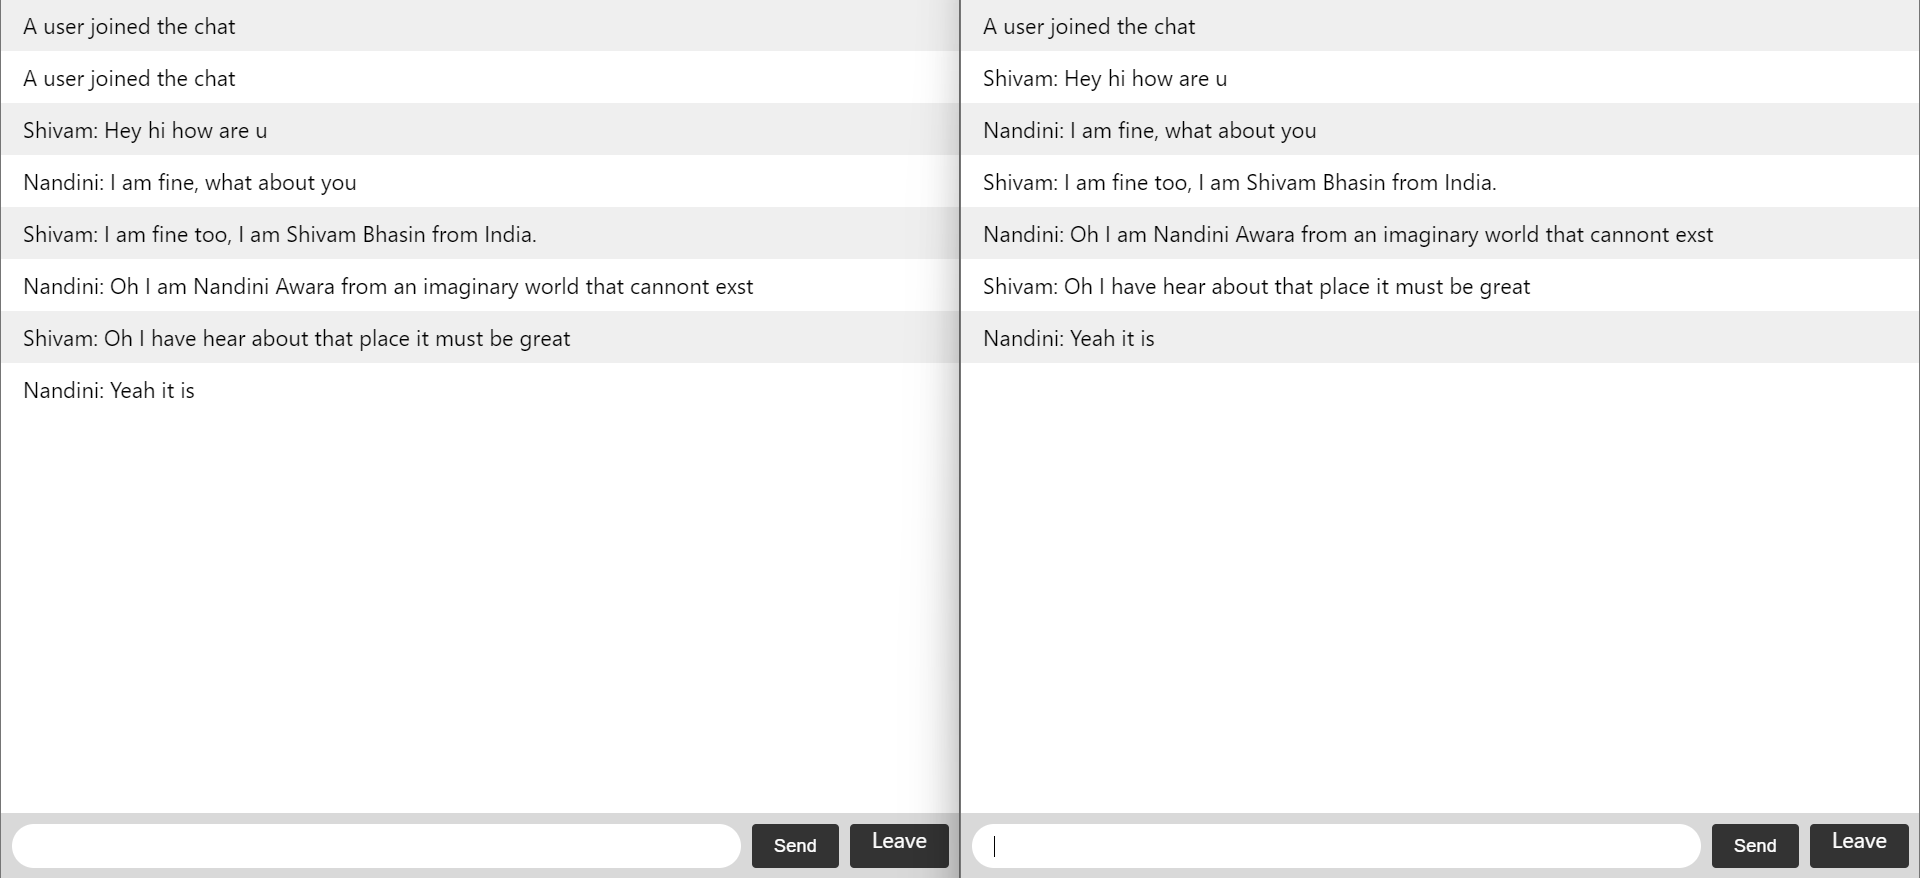 A user joined the chat
A user joined the chat
Shivam: Hey hi how are u
Nandini: I am fine, what about you
Shivam: I am fine too, I am Shivam Bhasin from India.
Nandini: Oh I am Nandini Awara from an imaginary world that cannont exst
Shivam: Oh I have hear about that place it must be great
Nandini: Yeah it is
Send
Leave
A user joined the chat
Shivam: Hey hi how are u
Nandini: I am fine, what about you
Shivam: I am fine too, I am Shivam Bhasin from India.
Nandini: Oh I am Nandini Awara from an imaginary world that cannont exst
Shivam: Oh I have hear about that place it must be great
Nandini: Yeah it is
Send
Leave